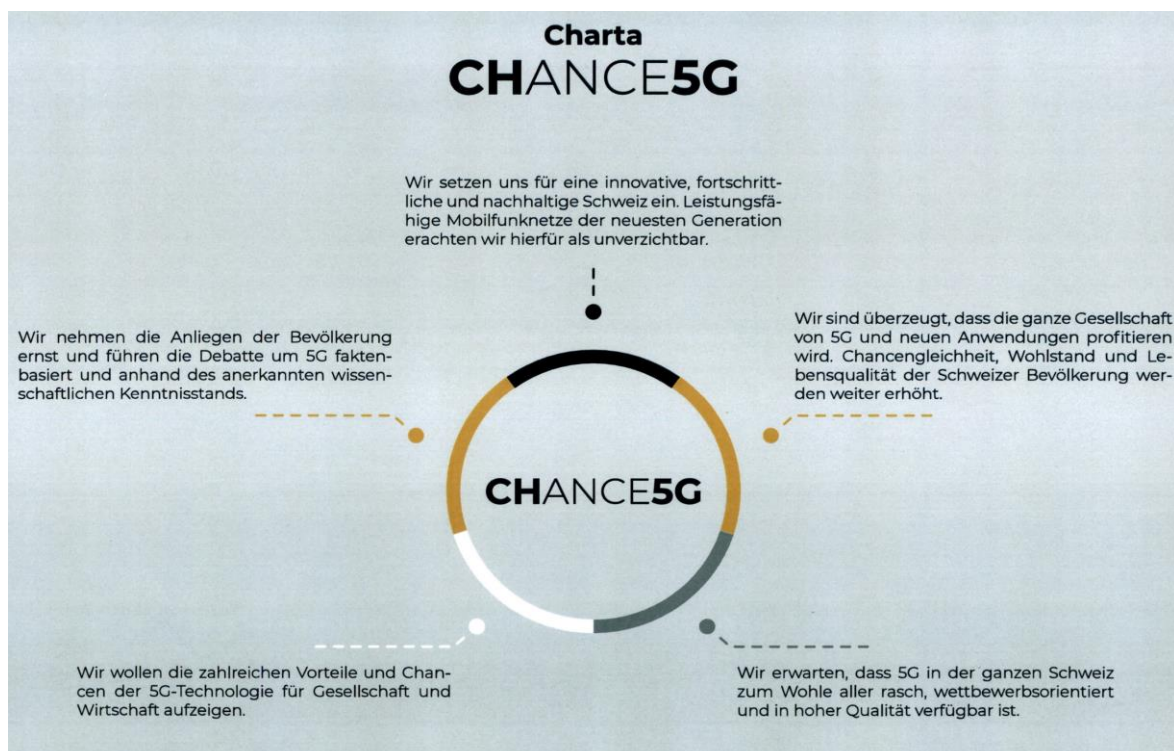 Charta
CHANCE5G
Wir setzen uns für eine innovative, fortschritt-
liche und nachhaltige Schweiz ein. Leistungsfä-
hige Mobilfunknetze der neuesten Generation
erachten wir hierfür als unverzichtbar.
Wir nehmen die Anliegen der Bevölkerung
ernst und führen die Debatte um 5G fakten-
basiert und anhand des anerkannten wissen-
schaftlichen Kenntnisstands.
Wir sind überzeugt, dass die ganze Gesellschaft
von 5G und neuen Anwendungen profitieren
wird. Chancengleichheit, Wohlstand und Le-
bensqualität der Schweizer Bevölkerung wer-
den weiter erhöht.
CHANCE5G
Wir wollen die zahlreichen Vorteile und Chan-
cen der 5G-Technologie für Gesellschaft und
Wirtschaft aufzeigen.
Wir erwarten, dass 5G in der ganzen Schweiz
zum Wohle aller rasch, wettbewerbsorientiert
und in hoher Qualität verfügbar ist.